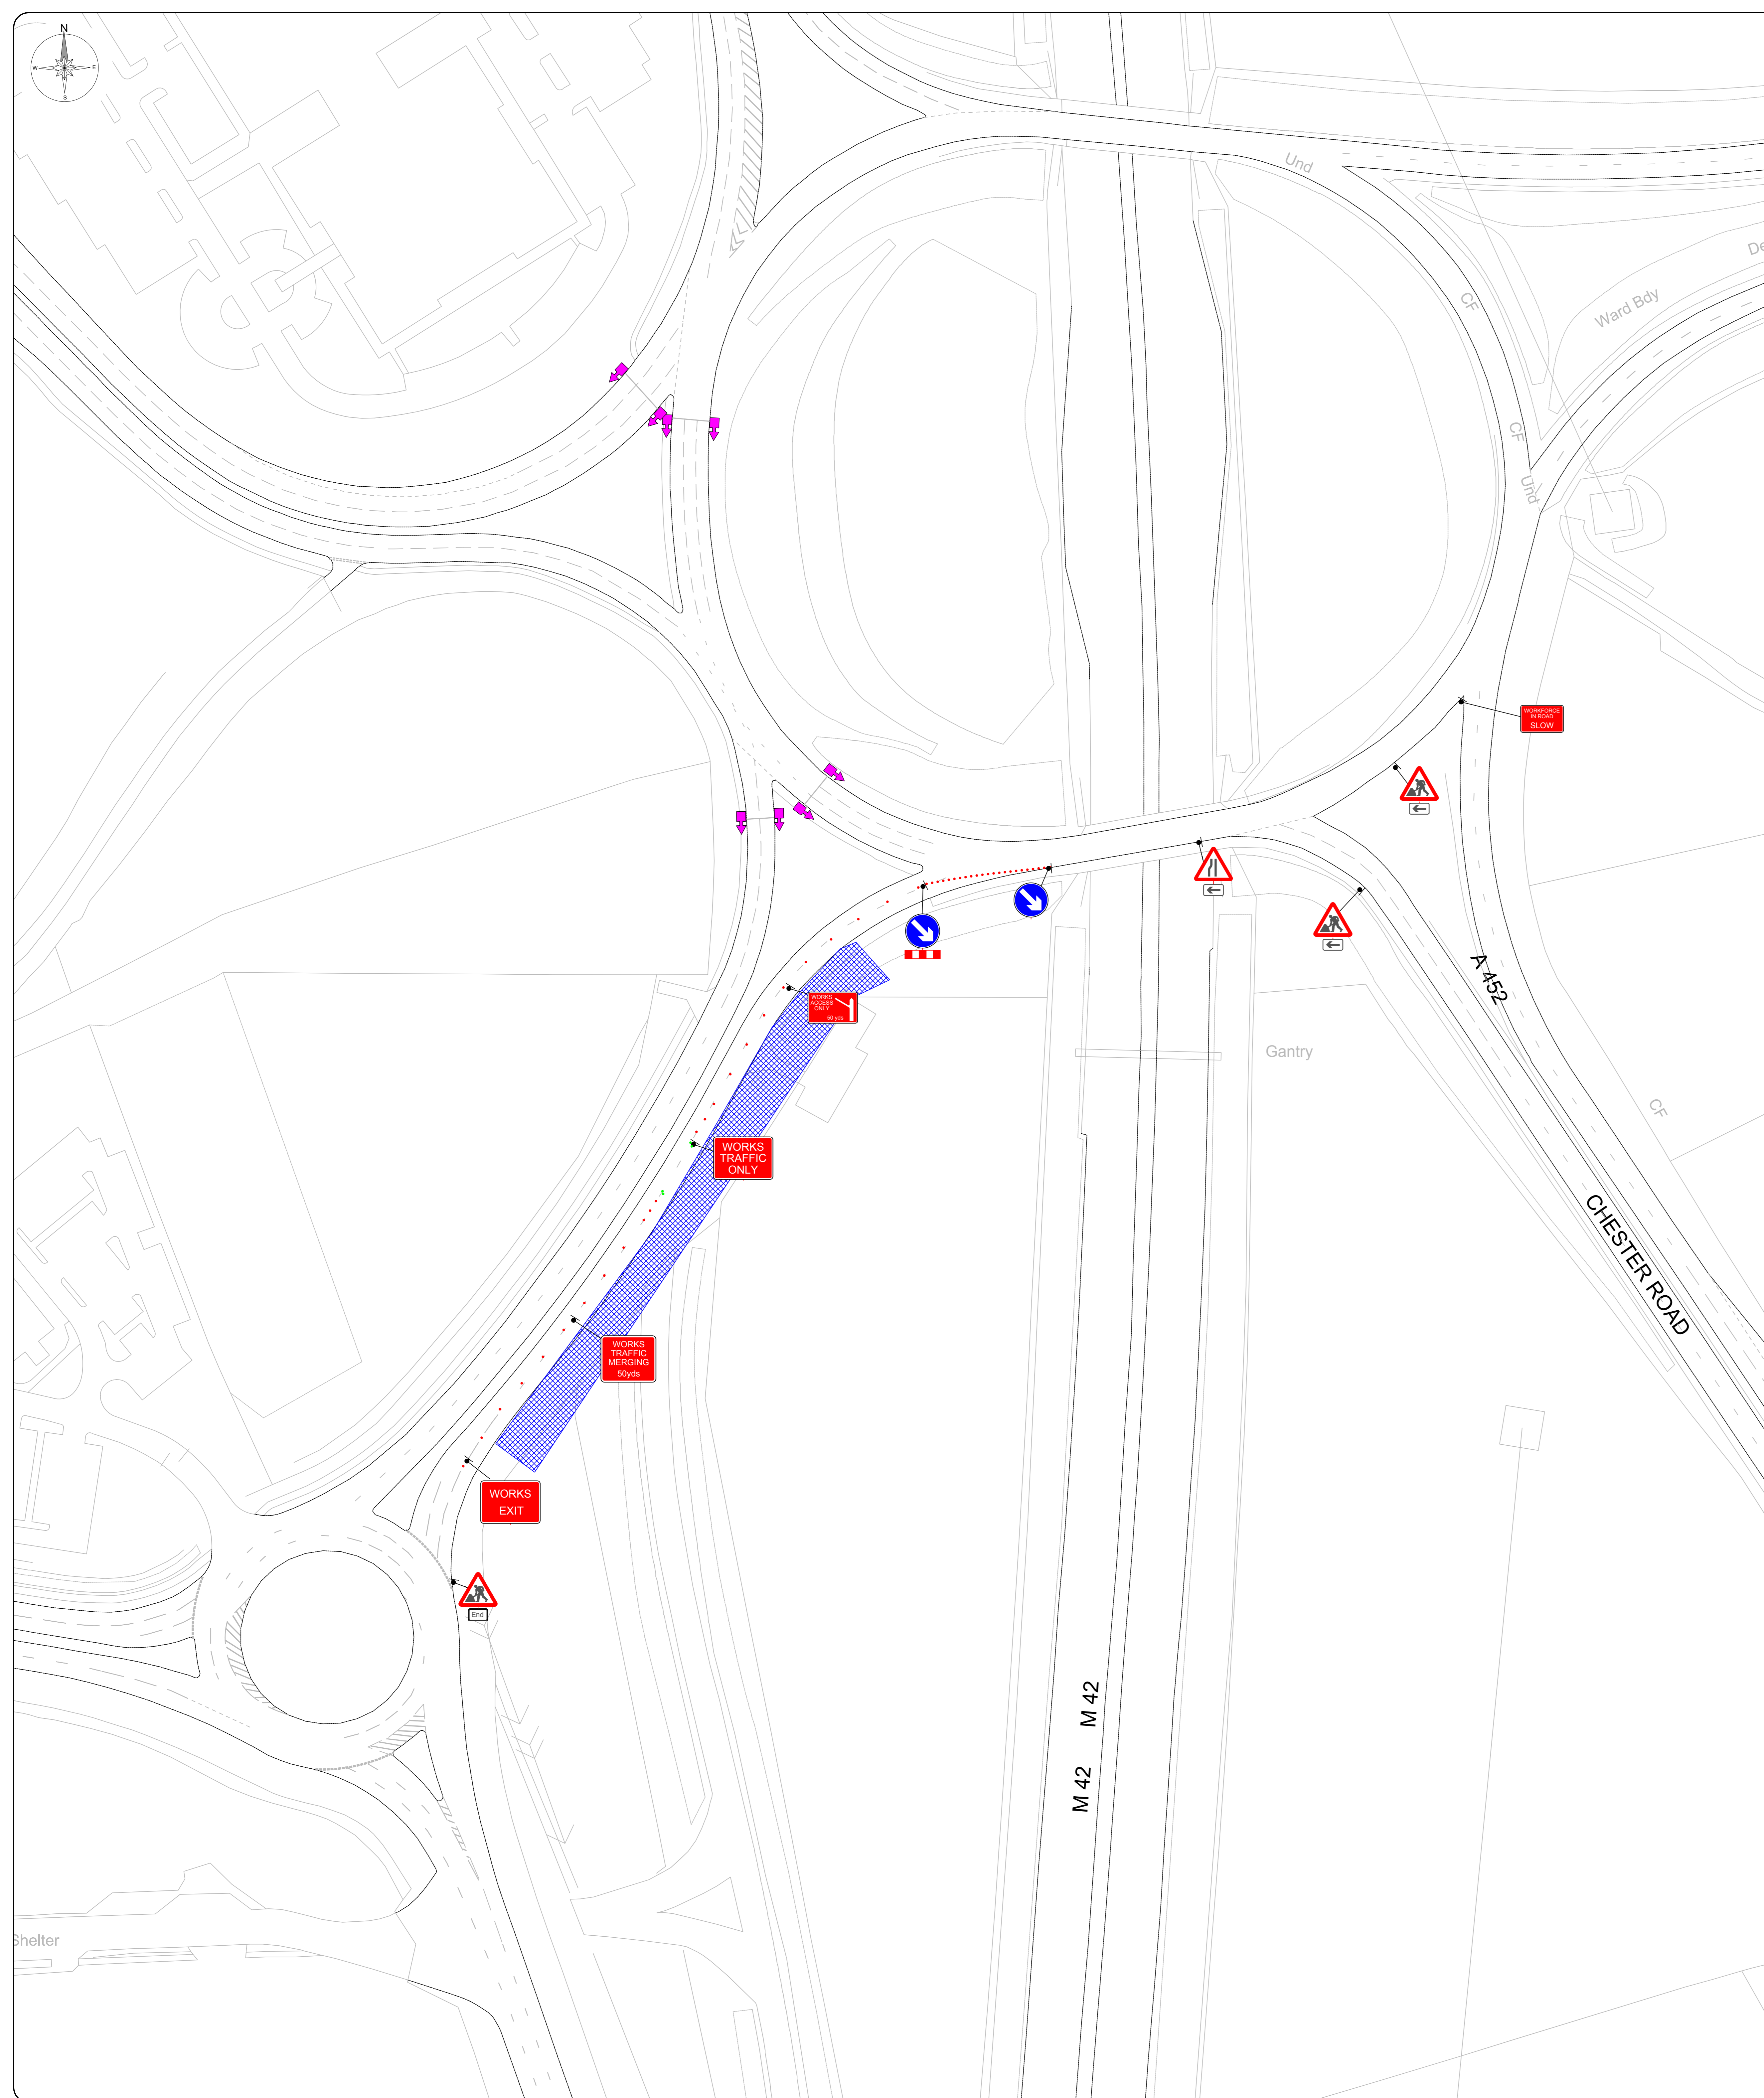 N
W
E
S
Und
De
Ward Bdy
CF
CF
Und
WORKFORCE
IN ROAD
SLOW
A 452
WORKS
ACCESS
ONLY
50 yds
Gantry
CF
WORKS
TRAFFIC
ONLY
CHESTER ROAD
WORKS
TRAFFIC
MERGING
50yds
WORKS
EXIT
End
M 42
M 42
Shelter